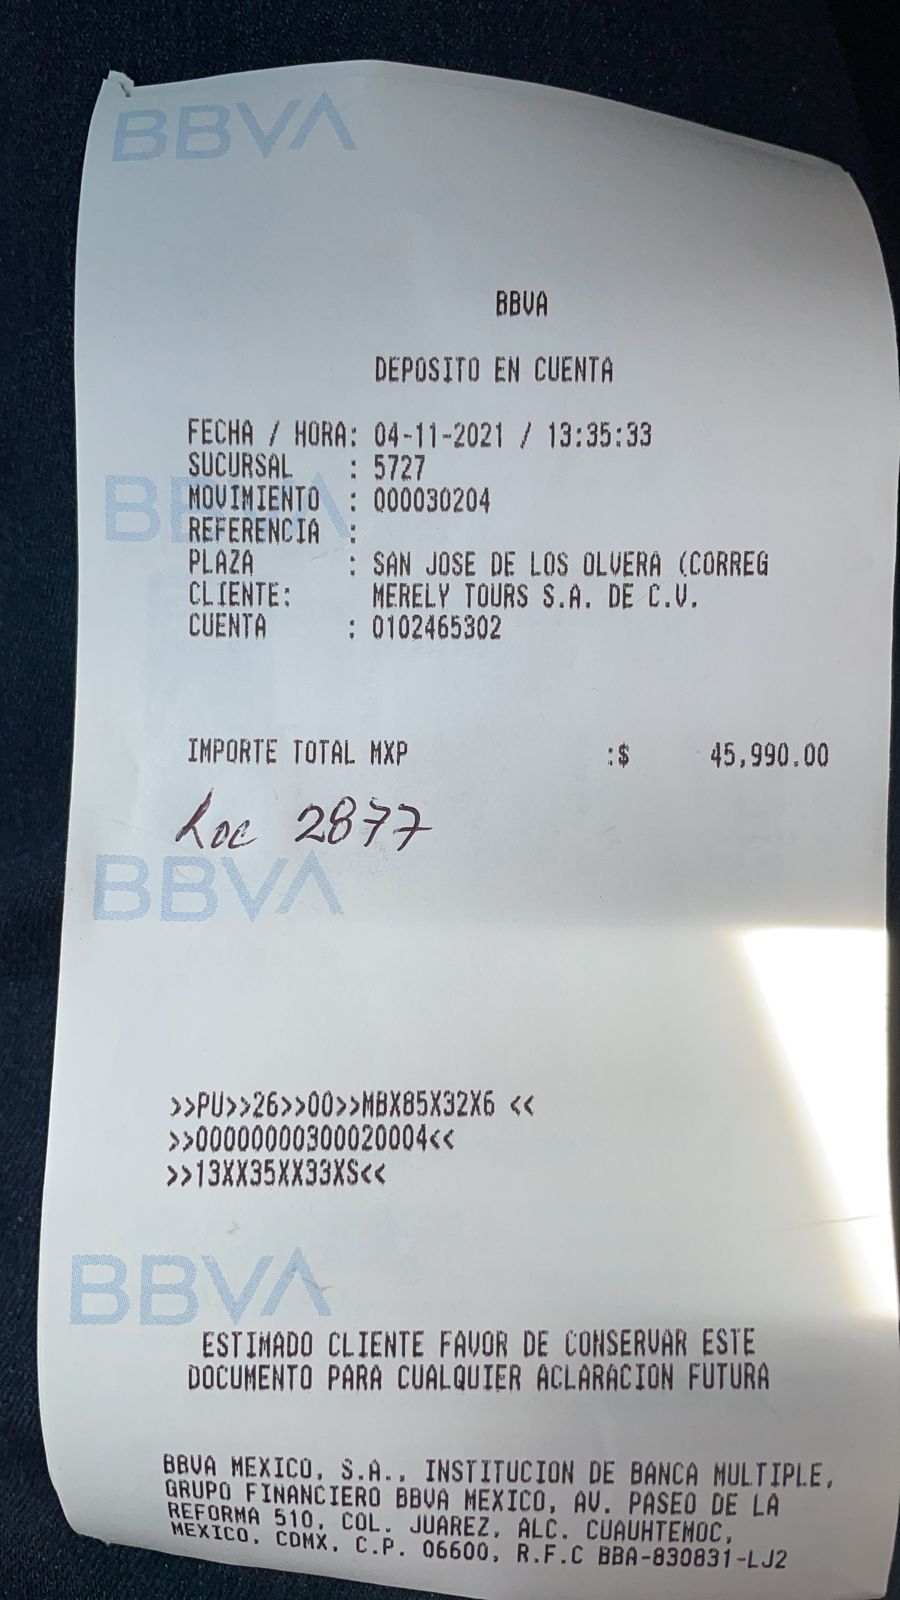 BBVA
BBVA
DEPOSITO EN CUENTA
FECHA / HORA: 04-11-2021 / 13:35:33
SUCURSAL : 5727
BBVA
MOVIMIENTO : 000030204
REFERENCIA :
PLAZA : SAN JOSE DE LOS OLVERA (CORREG
CLIENTE: MERELY TOURS S.A. DE C.V.
CUENTA : 0102465302
IMPORTE TOTAL MXP :$ 45,990.00
Loc 2877
BBVA
>>PU>>26>>00>>MBX85X32X6 <<
>>00000000300020004<<
>>13XX35XX33XS<<
BBVA
ESTIMADO CLIENTE FAVOR DE CONSERVAR ESTE
DOCUMENTO PARA CUALQUIER ACLARACION FUTURA
BBVA MEXICO, S.A., INSTITUCION DE BANCA MULTIPLE,
GRUPO FINANCIERO BBVA MEXICO, AV. PASEO DE LA
REFORMA 510, COL. JUAREZ, ALC. CUAUHTEMOC,
MEXICO, CDMX, C.P. 06600, R.F.C BBA-830831-LJ2